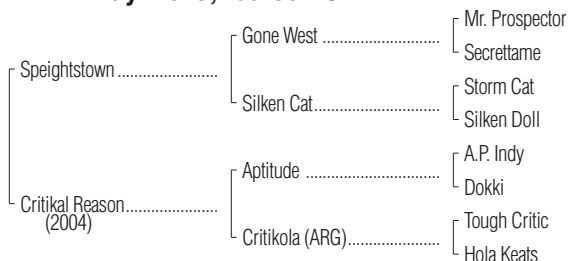 Mr. Prospector
Gone West
Secrettame
Speightstown
Storm Cat
Silken Cat
Silken Doll
A.P. Indy
Aptitude
Dokki
Critikal Reason
(2004)
Tough Critic
Critikola (ARG)
Hola Keats